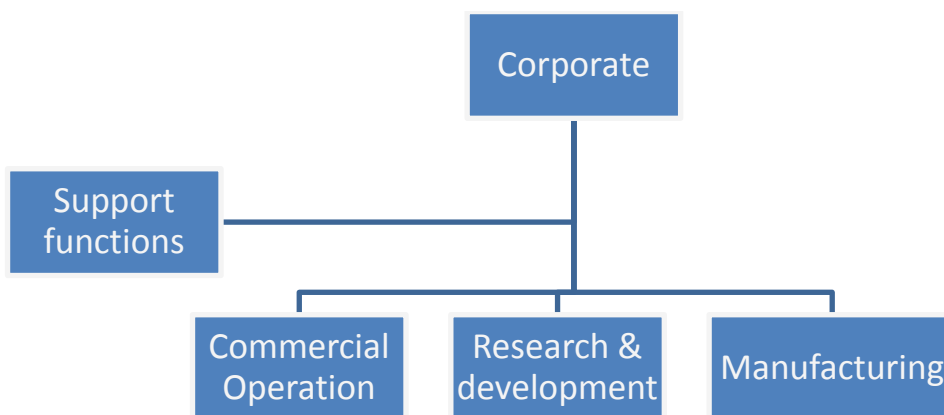 Corporate
Support
functions
Commercial
Operation
Research &
development
Manufacturing